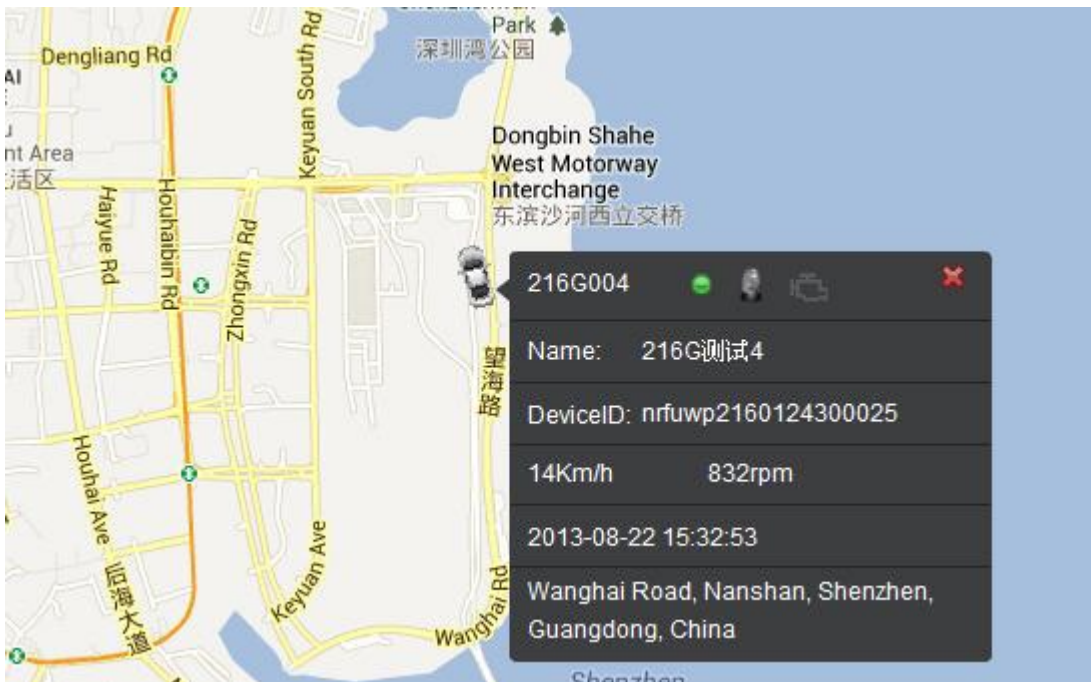 Park
深圳湾公园
Dengliang Rd
AI
nt Area
活区
Keyuan South Rd
Dongbin Shahe
West Motorway
Interchange
东滨沙河西立交桥
Haiyue Rd
Houhaibin Rd
Zhongxin Rd
216G004
Name: 216G测试4
DeviceID: nrfuwp2160124300025
14Km/h 832rpm
2013-08-22 15:32:53
Wanghai Road, Nanshan, Shenzhen,
Guangdong, China
Houhai Ave
后海大道
Keyuan Ave
Wanghai Rd
Shenzhen